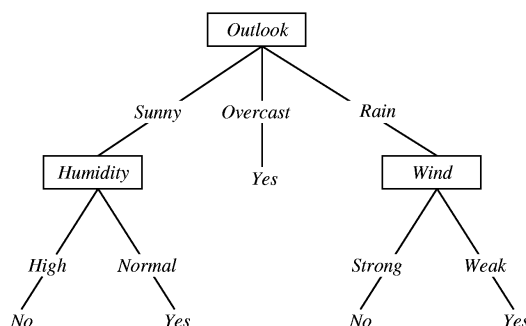 Outlook
Sunny Overcast Rain
Humidity Yes Wind
High Normal Strong Weak
No Yes No Yes